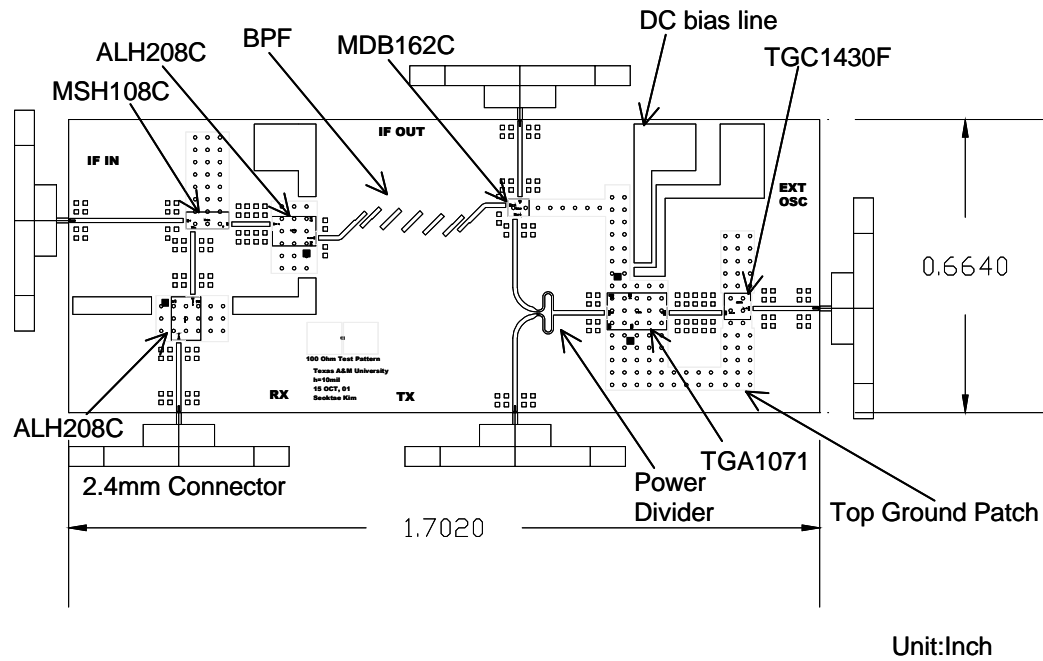 DC bias line
BPF
MDB162C
ALH208C
TGC1430F
MSH108C
IF OUT
IF IN
EXT
OSC
0.6640
100 Ohm Test Pattern
Texas A&M University
h=10mil
15 OCT, 01
Seoktae Kim
RX
TX
ALH208C
TGA1071
2.4mm Connector
Power
Divider
Top Ground Patch
1.7020
Unit:Inch